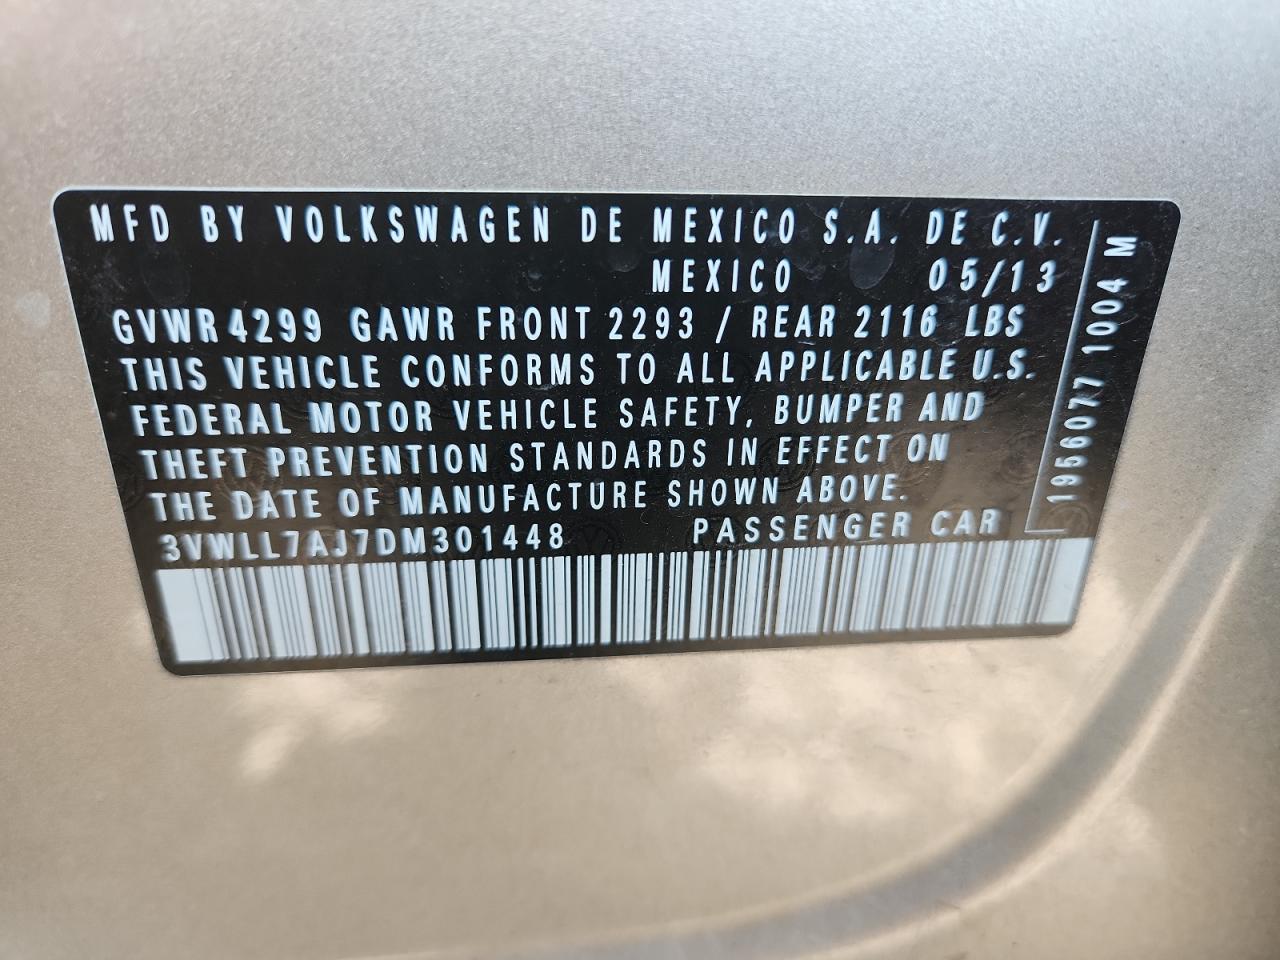 MFD BY VOLKSWAGEN DE MEXICO S.A. DE C.V.
MEXICO 05/13
GVWR 4299 GAWR FRONT 2293 / REAR 2116 LBS
THIS VEHICLE CONFORMS TO ALL APPLICABLE U.S.
FEDERAL MOTOR VEHICLE SAFETY, BUMPER AND
THEFT PREVENTION STANDARDS IN EFFECT ON
THE DATE OF MANUFACTURE SHOWN ABOVE.
3VWLL7AJ7DM301448 PASSENGER CAR
1956077 1004 M